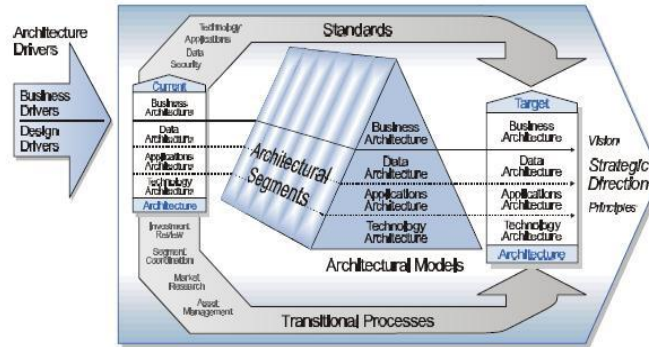 Architecture
Drivers
Business
Drivers
Design
Drivers
Technology
Applications
Data
Security
Standards
Current
Business
Architecture
Data
Architecture
Applications
Architecture
Technology
Architecture
Architecture
Architectural
Segments
Business
Architecture
Data
Architecture
Applications
Architecture
Technology
Architecture
Architectural Models
Target
Business
Architecture
Data
Architecture
Applications
Architecture
Technology
Architecture
Architecture
Vision
Strategic
Direction
Principles
Investment
Review
Segment
Coordination
Market
Research
Asset
Management
Transitional Processes